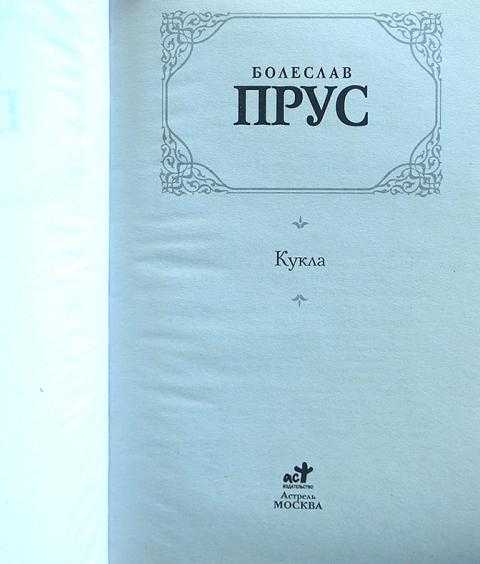 БОЛЕСЛАВ
ПРУС
Кукла
аст
ИЗДАТЕЛЬСТВО
Астрель
МОСКВА